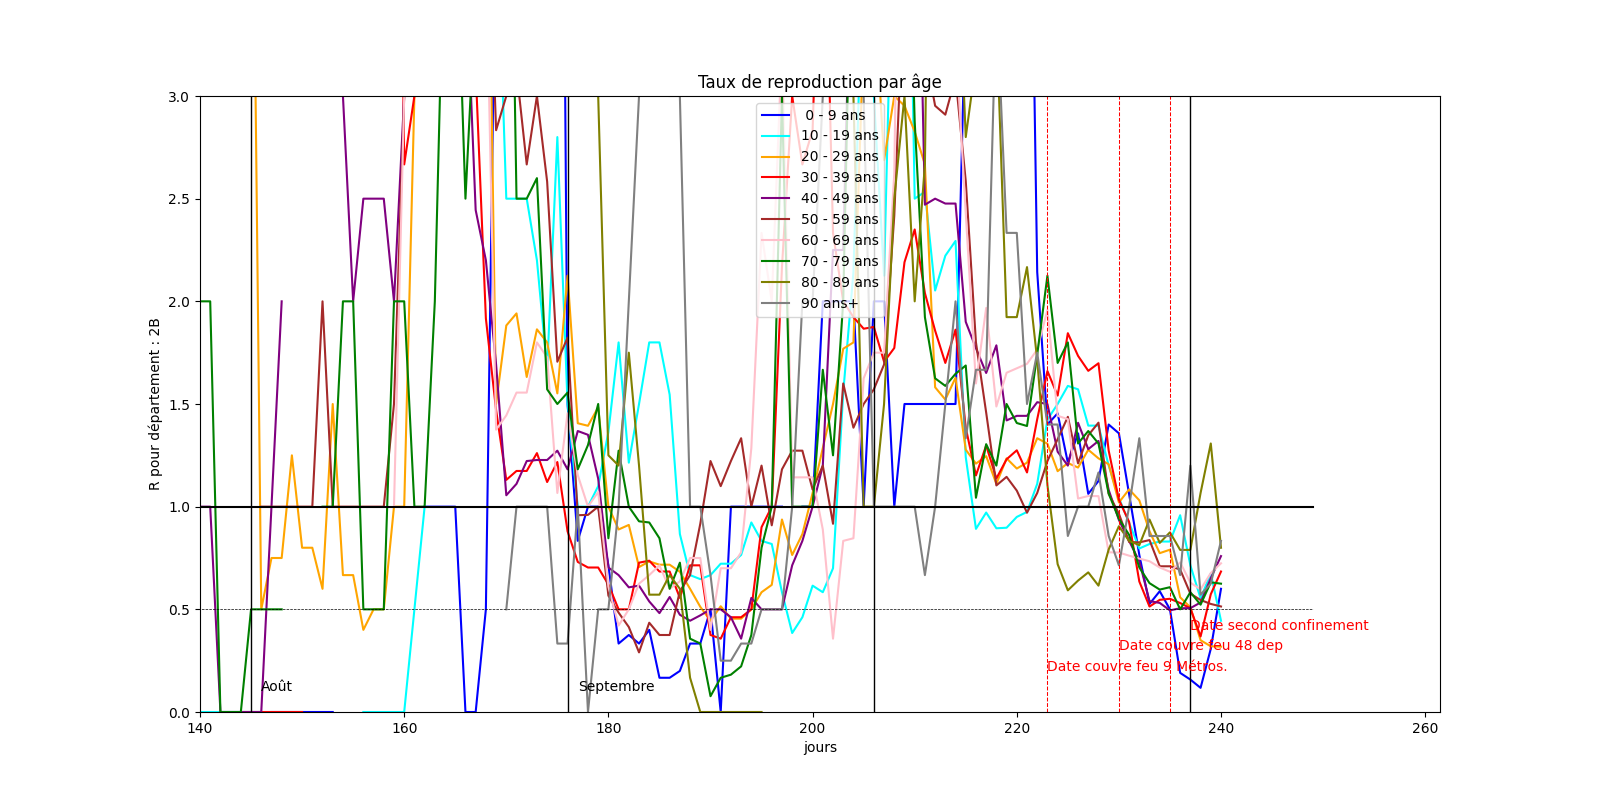 Taux de reproduction par âge
R pour département : 2B
3.0
2.5
2.0
1.5
1.0
0.5
0.0
0 - 9 ans
10 - 19 ans
20 - 29 ans
30 - 39 ans
40 - 49 ans
50 - 59 ans
60 - 69 ans
70 - 79 ans
80 - 89 ans
90 ans+
Date second confinement
Date couvre feu 48 dep
Date couvre feu 9 Métros.
Août
Septembre
140
160
180
200
220
240
260
jours